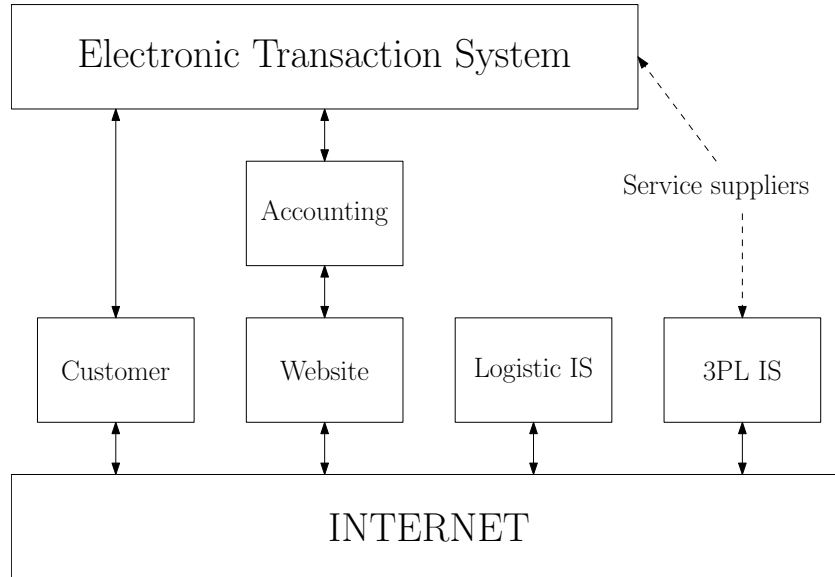 Electronic Transaction System
Service suppliers
Accounting
Customer
Website
Logistic IS
3PL IS
INTERNET